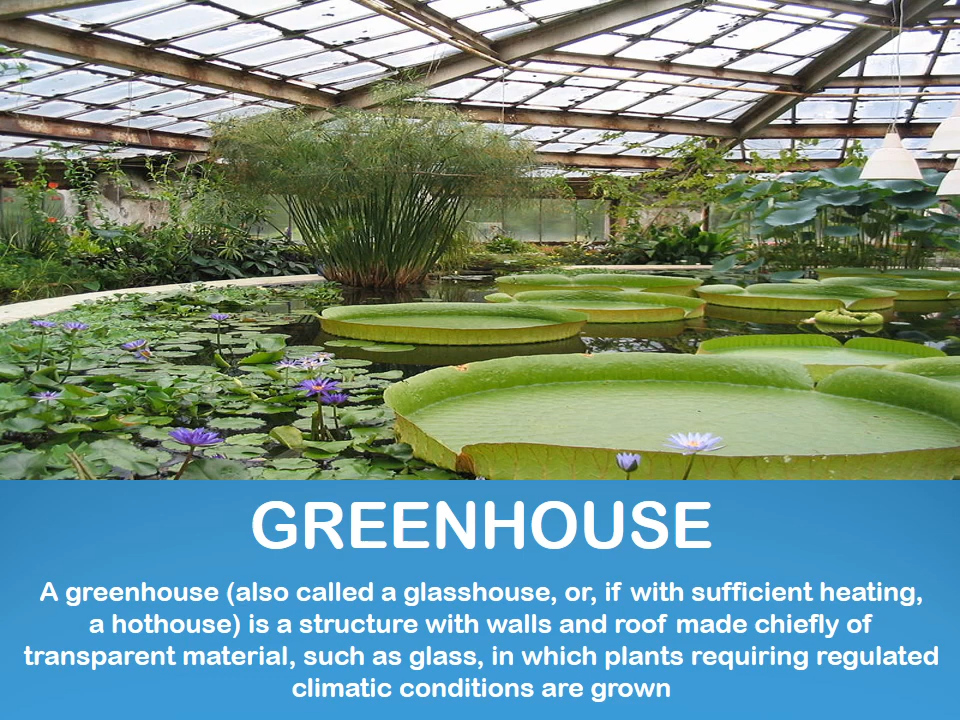 GREENHOUSE
A greenhouse (also called a glasshouse, or, if with sufficient heating,
a hothouse) is a structure with walls and roof made chiefly of
transparent material, such as glass, in which plants requiring regulated
climatic conditions are grown